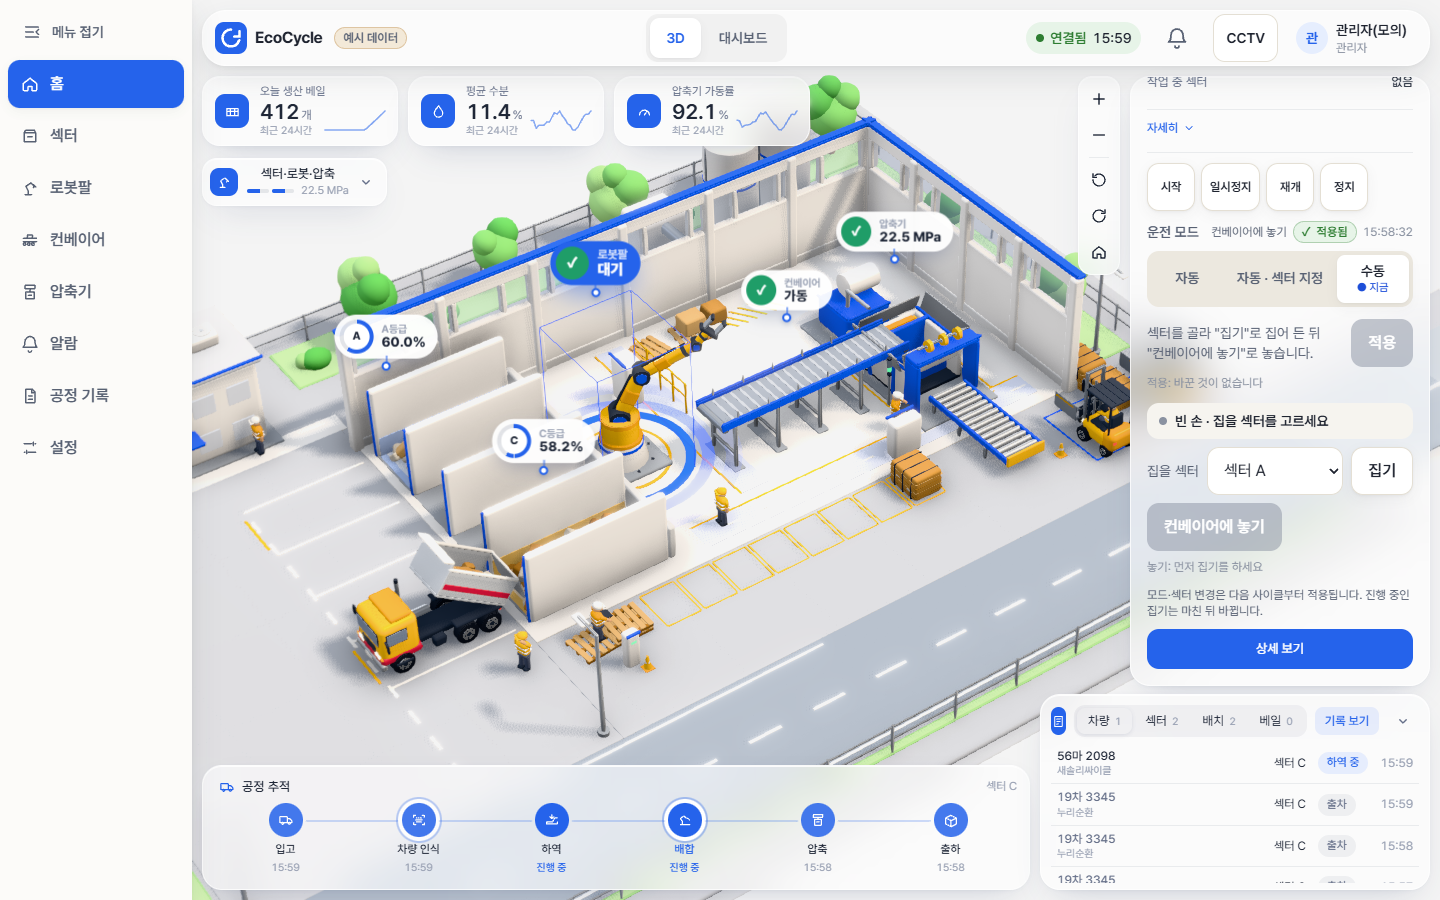 메뉴 접기
홈
섹터
로봇팔
컨베이어
압축기
알람
공정 기록
설정
EcoCycle
예시 데이터
3D
대시보드
연결됨 15:59
CCTV
관
관리자(모의)
관리자
오늘 생산 베일
412개
최근 24시간
평균 수분
11.4%
최근 24시간
압축기 가동률
92.1%
최근 24시간
섹터·로봇·압축
22.5 MPa
로봇팔
대기
압축기
22.5 MPa
컨베이어
가동
A
A등급
60.0%
C
C등급
58.2%
작업 중 섹터
없음
자세히
시작
일시정지
재개
정지
운전 모드
컨베이어에 놓기
✓ 적용됨
15:58:32
자동
자동 · 섹터 지정
수동
지금
섹터를 골라 "집기"로 집어 든 뒤
"컨베이어에 놓기"로 놓습니다.
적용
적용: 바꾼 것이 없습니다
빈 손 · 집을 섹터를 고르세요
집을 섹터
섹터 A
집기
컨베이어에 놓기
놓기: 먼저 집기를 하세요
모드·섹터 변경은 다음 사이클부터 적용됩니다. 진행 중인
집기는 마친 뒤 바뀝니다.
상세 보기
차량 1
섹터 2
배치 2
베일 0
기록 보기
56마 2098
새솔리싸이클
섹터 C
하역 중
15:59
19차 3345
누리순환
섹터 C
출차
15:59
19차 3345
누리순환
섹터 C
출차
15:58
19차 3345
공정 추적
섹터 C
입고
15:59
차량 인식
15:59
하역
진행 중
배합
진행 중
압축
15:58
출하
15:58